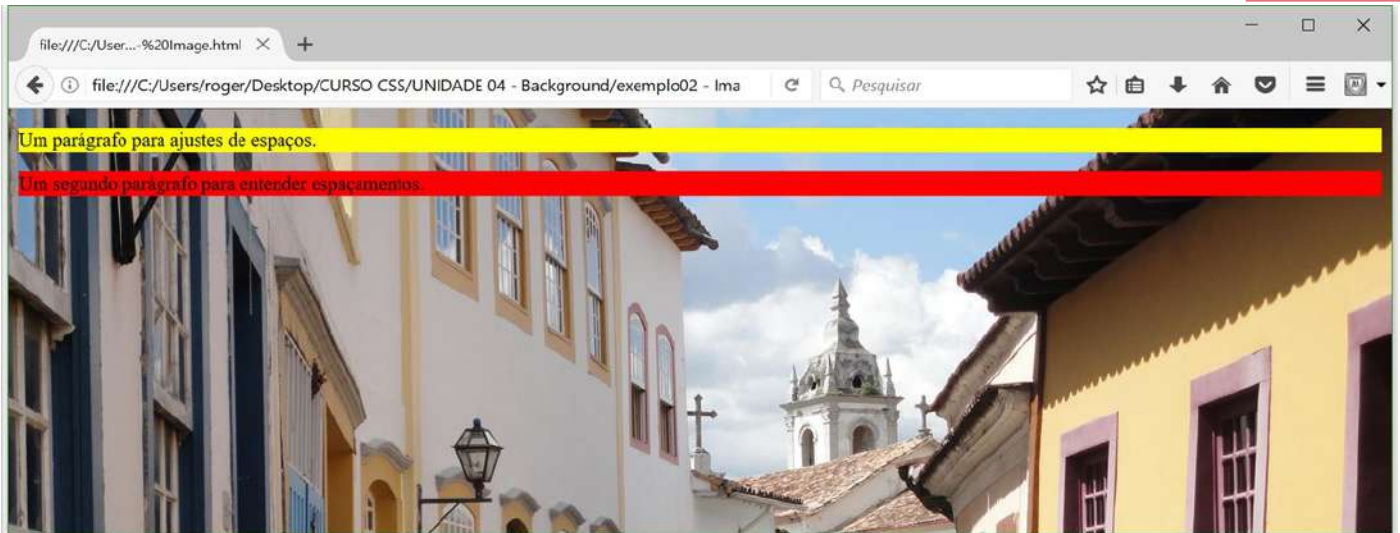 file:///C:/User...-%20Image.html
file:///C:/Users/roger/Desktop/CURSO CSS/UNIDADE 04 - Background/exemplo02 - Ima
Pesquisar
Um parágrafo para ajustes de espaços.
Um segundo parágrafo para entender espaçamentos.